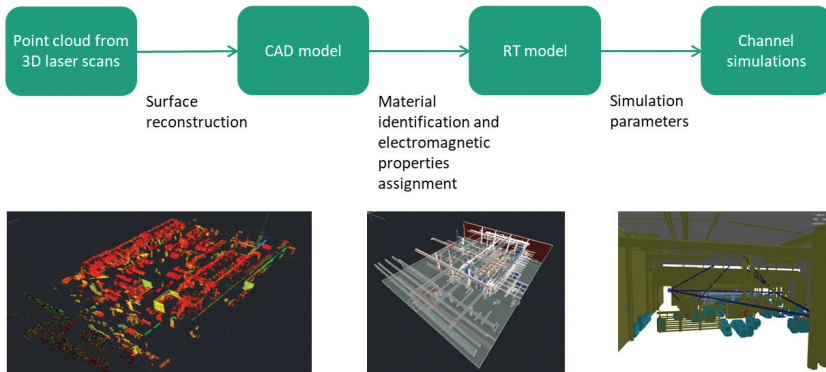 Point cloud from
3D laser scans
CAD model
RT model
Channel
simulations
Surface
reconstruction
Material
identification and
electromagnetic
properties
assignment
Simulation
parameters